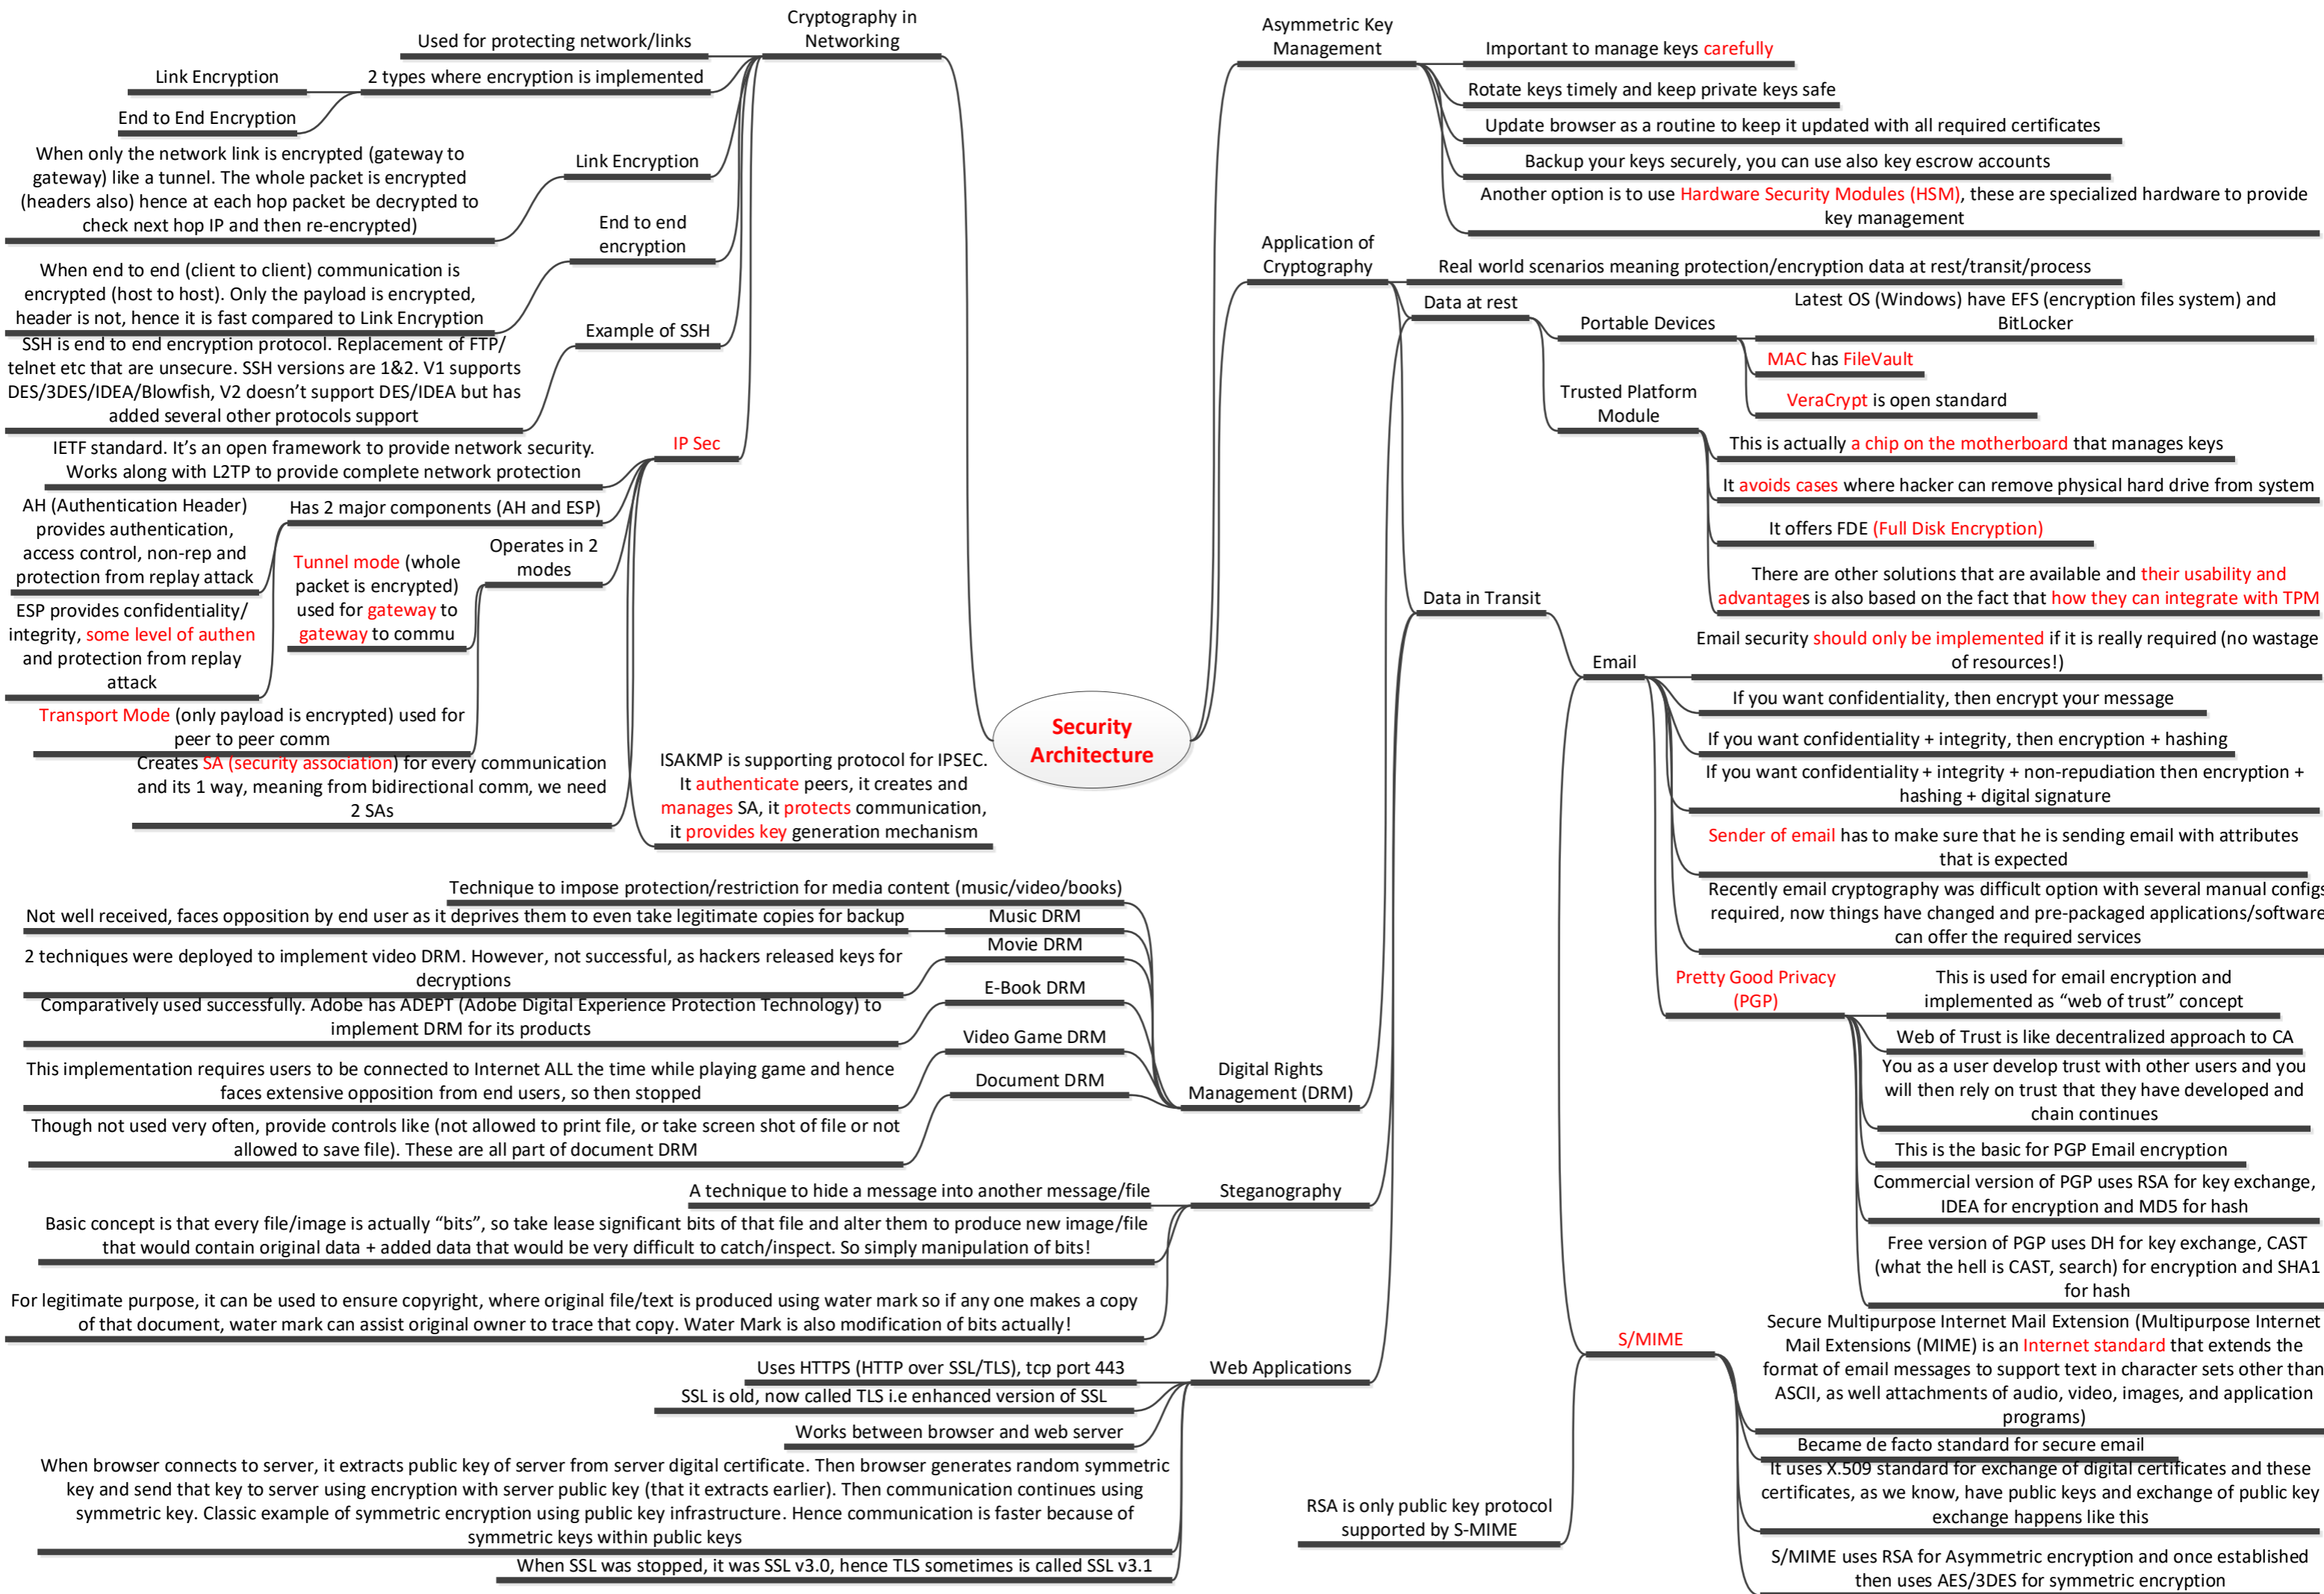 Security
Architecture
Cryptography in
Networking
Used for protecting network/links
2 types where encryption is implemented
Link Encryption
End to End Encryption
Link Encryption
When only the network link is encrypted (gateway to
gateway) like a tunnel. The whole packet is encrypted
(headers also) hence at each hop packet be decrypted to
check next hop IP and then re-encrypted)
End to end
encryption
When end to end (client to client) communication is
encrypted (host to host). Only the payload is encrypted,
header is not, hence it is fast compared to Link Encryption
Example of SSH
SSH is end to end encryption protocol. Replacement of FTP/
telnet etc that are unsecure. SSH versions are 1&2. V1 supports
DES/3DES/IDEA/Blowfish, V2 doesn't support DES/IDEA but has
added several other protocols support
IP Sec
IETF standard. It's an open framework to provide network security.
Works along with L2TP to provide complete network protection
Has 2 major components (AH and ESP)
AH (Authentication Header)
provides authentication,
access control, non-rep and
protection from replay attack
ESP provides confidentiality/
integrity, some level of authen
and protection from replay
attack
Operates in 2
modes
Tunnel mode (whole
packet is encrypted)
used for gateway to
gateway to commu
Transport Mode (only payload is encrypted) used for
peer to peer comm
Creates SA (security association) for every communication
and its 1 way, meaning from bidirectional comm, we need
2 SAs
ISAKMP is supporting protocol for IPSEC.
It authenticate peers, it creates and
manages SA, it protects communication,
it provides key generation mechanism
Asymmetric Key
Management
Important to manage keys carefully
Rotate keys timely and keep private keys safe
Update browser as a routine to keep it updated with all required certificates
Backup your keys securely, you can use also key escrow accounts
Another option is to use Hardware Security Modules (HSM), these are specialized hardware to provide
key management
Application of
Cryptography
Real world scenarios meaning protection/encryption data at rest/transit/process
Data at rest
Portable Devices
Latest OS (Windows) have EFS (encryption files system) and
BitLocker
MAC has FileVault
VeraCrypt is open standard
Trusted Platform
Module
This is actually a chip on the motherboard that manages keys
It avoids cases where hacker can remove physical hard drive from system
It offers FDE (Full Disk Encryption)
There are other solutions that are available and their usability and
advantages is also based on the fact that how they can integrate with TPM
Data in Transit
Email
Email security should only be implemented if it is really required (no wastage
of resources!)
If you want confidentiality, then encrypt your message
If you want confidentiality + integrity, then encryption + hashing
If you want confidentiality + integrity + non-repudiation then encryption +
hashing + digital signature
Sender of email has to make sure that he is sending email with attributes
that is expected
Recently email cryptography was difficult option with several manual configs
required, now things have changed and pre-packaged applications/software
can offer the required services
Pretty Good Privacy
(PGP)
This is used for email encryption and
implemented as “web of trust” concept
Web of Trust is like decentralized approach to CA
You as a user develop trust with other users and you
will then rely on trust that they have developed and
chain continues
This is the basic for PGP Email encryption
Commercial version of PGP uses RSA for key exchange,
IDEA for encryption and MD5 for hash
Free version of PGP uses DH for key exchange, CAST
(what the hell is CAST, search) for encryption and SHA1
for hash
S/MIME
Secure Multipurpose Internet Mail Extension (Multipurpose Internet
Mail Extensions (MIME) is an Internet standard that extends the
format of email messages to support text in character sets other than
ASCII, as well attachments of audio, video, images, and application
programs)
Became de facto standard for secure email
It uses X.509 standard for exchange of digital certificates and these
certificates, as we know, have public keys and exchange of public key
exchange happens like this
S/MIME uses RSA for Asymmetric encryption and once established
then uses AES/3DES for symmetric encryption
RSA is only public key protocol
supported by S-MIME
Digital Rights
Management (DRM)
Technique to impose protection/restriction for media content (music/video/books)
Music DRM
Not well received, faces opposition by end user as it deprives them to even take legitimate copies for backup
Movie DRM
2 techniques were deployed to implement video DRM. However, not successful, as hackers released keys for
decryptions
E-Book DRM
Comparatively used successfully. Adobe has ADEPT (Adobe Digital Experience Protection Technology) to
implement DRM for its products
Video Game DRM
This implementation requires users to be connected to Internet ALL the time while playing game and hence
faces extensive opposition from end users, so then stopped
Document DRM
Though not used very often, provide controls like (not allowed to print file, or take screen shot of file or not
allowed to save file). These are all part of document DRM
Steganography
A technique to hide a message into another message/file
Basic concept is that every file/image is actually “bits”, so take lease significant bits of that file and alter them to produce new image/file
that would contain original data + added data that would be very difficult to catch/inspect. So simply manipulation of bits!
For legitimate purpose, it can be used to ensure copyright, where original file/text is produced using water mark so if any one makes a copy
of that document, water mark can assist original owner to trace that copy. Water Mark is also modification of bits actually!
Web Applications
Uses HTTPS (HTTP over SSL/TLS), tcp port 443
SSL is old, now called TLS i.e enhanced version of SSL
Works between browser and web server
When browser connects to server, it extracts public key of server from server digital certificate. Then browser generates random symmetric
key and send that key to server using encryption with server public key (that it extracts earlier). Then communication continues using
symmetric key. Classic example of symmetric encryption using public key infrastructure. Hence communication is faster because of
symmetric keys within public keys
When SSL was stopped, it was SSL v3.0, hence TLS sometimes is called SSL v3.1